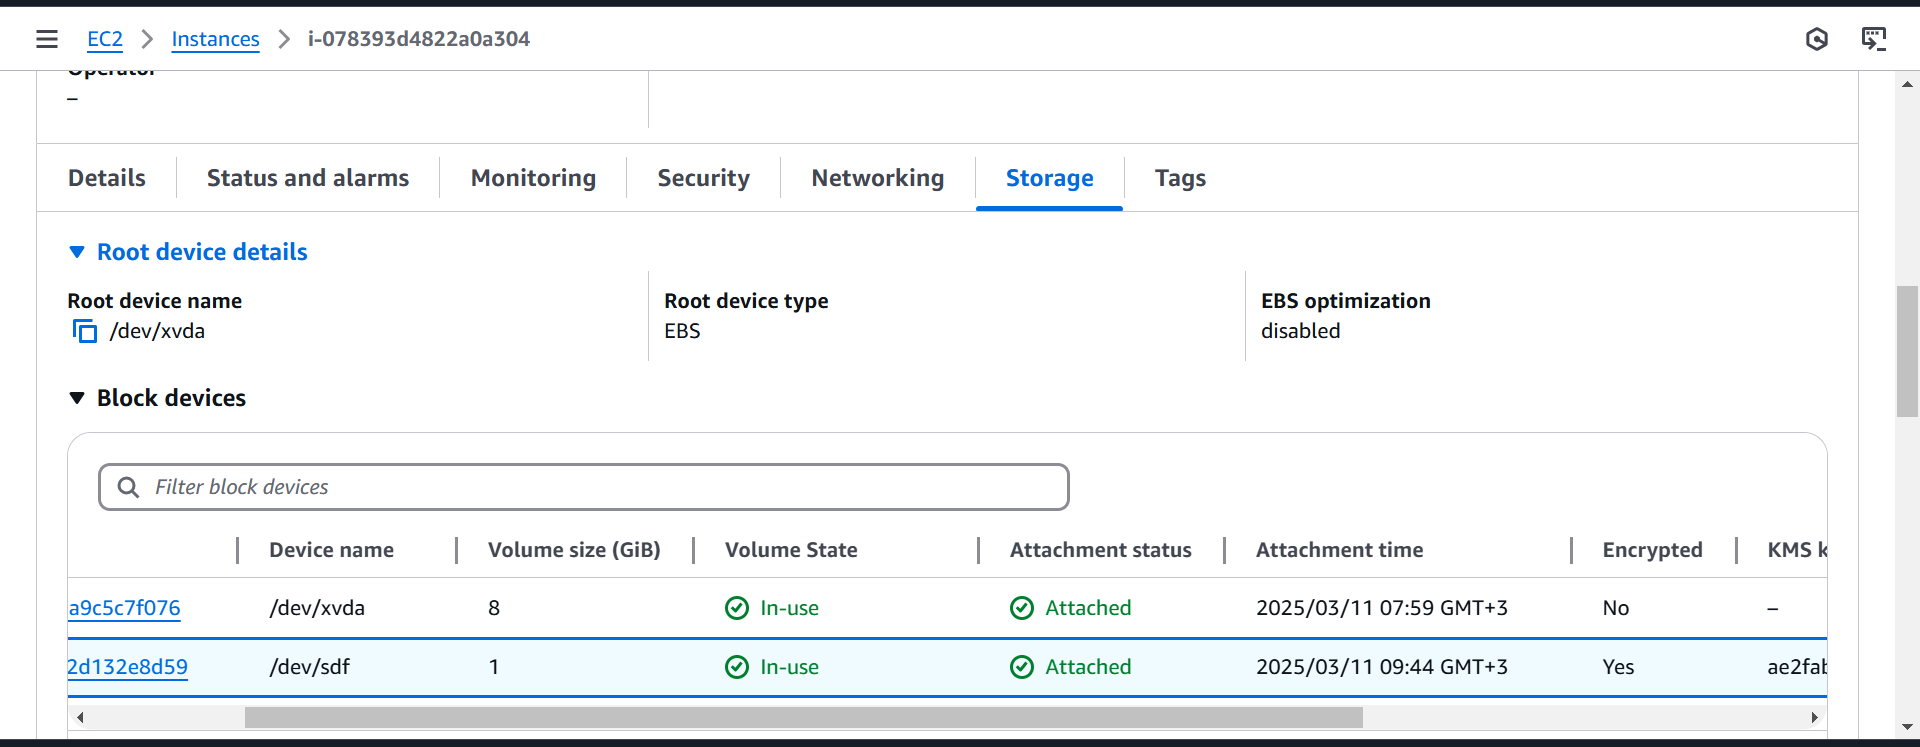 EC2 > Instances > i-078393d4822a0a304
Operator
–
Details Status and alarms Monitoring Security Networking Storage Tags
Root device details
Root device name Root device type EBS optimization
/dev/xvda EBS disabled
Block devices
Filter block devices
Device name Volume size (GiB) Volume State Attachment status Attachment time Encrypted KMS k
a9c5c7f076 /dev/xvda 8 In-use Attached 2025/03/11 07:59 GMT+3 No –
2d132e8d59 /dev/sdf 1 In-use Attached 2025/03/11 09:44 GMT+3 Yes ae2fab